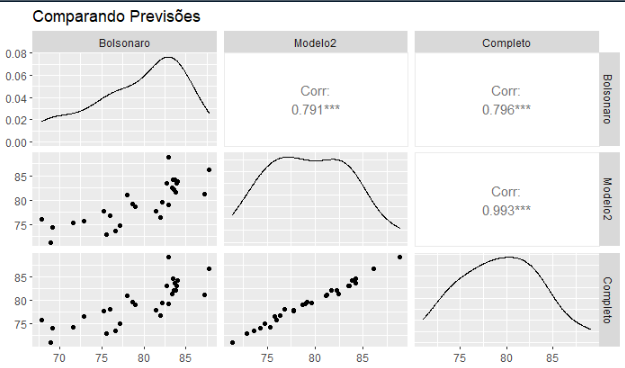 Comparando Previsões
Bolsonaro
Modelo2
Completo
0.08
0.06
0.04
0.02
0.00
Corr:
0.791***
Corr:
0.796***
Bolsonaro
85
80
75
Corr:
0.993***
Modelo2
85
80
75
Completo
70
75
80
85
75
80
85
75
80
85